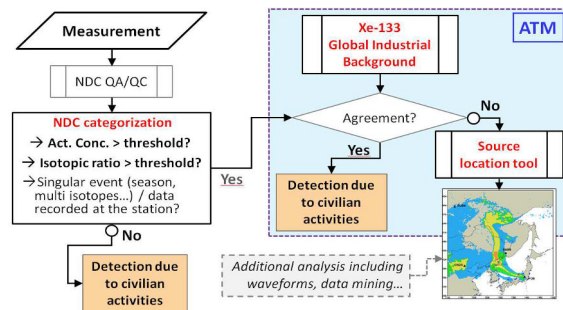 Measurement
NDC QA/QC
NDC categorization
→ Act. Conc. > threshold?
→ Isotopic ratio > threshold?
→ Singular event (season,
multi isotopes...) / data
recorded at the station?
Yes
No
Detection due
to civilian
activities
ATM
Xe-133
Global Industrial
Background
Agreement?
No
Yes
Detection due
to civilian
activities
Source
location tool
Additional analysis including
waveforms, data mining...